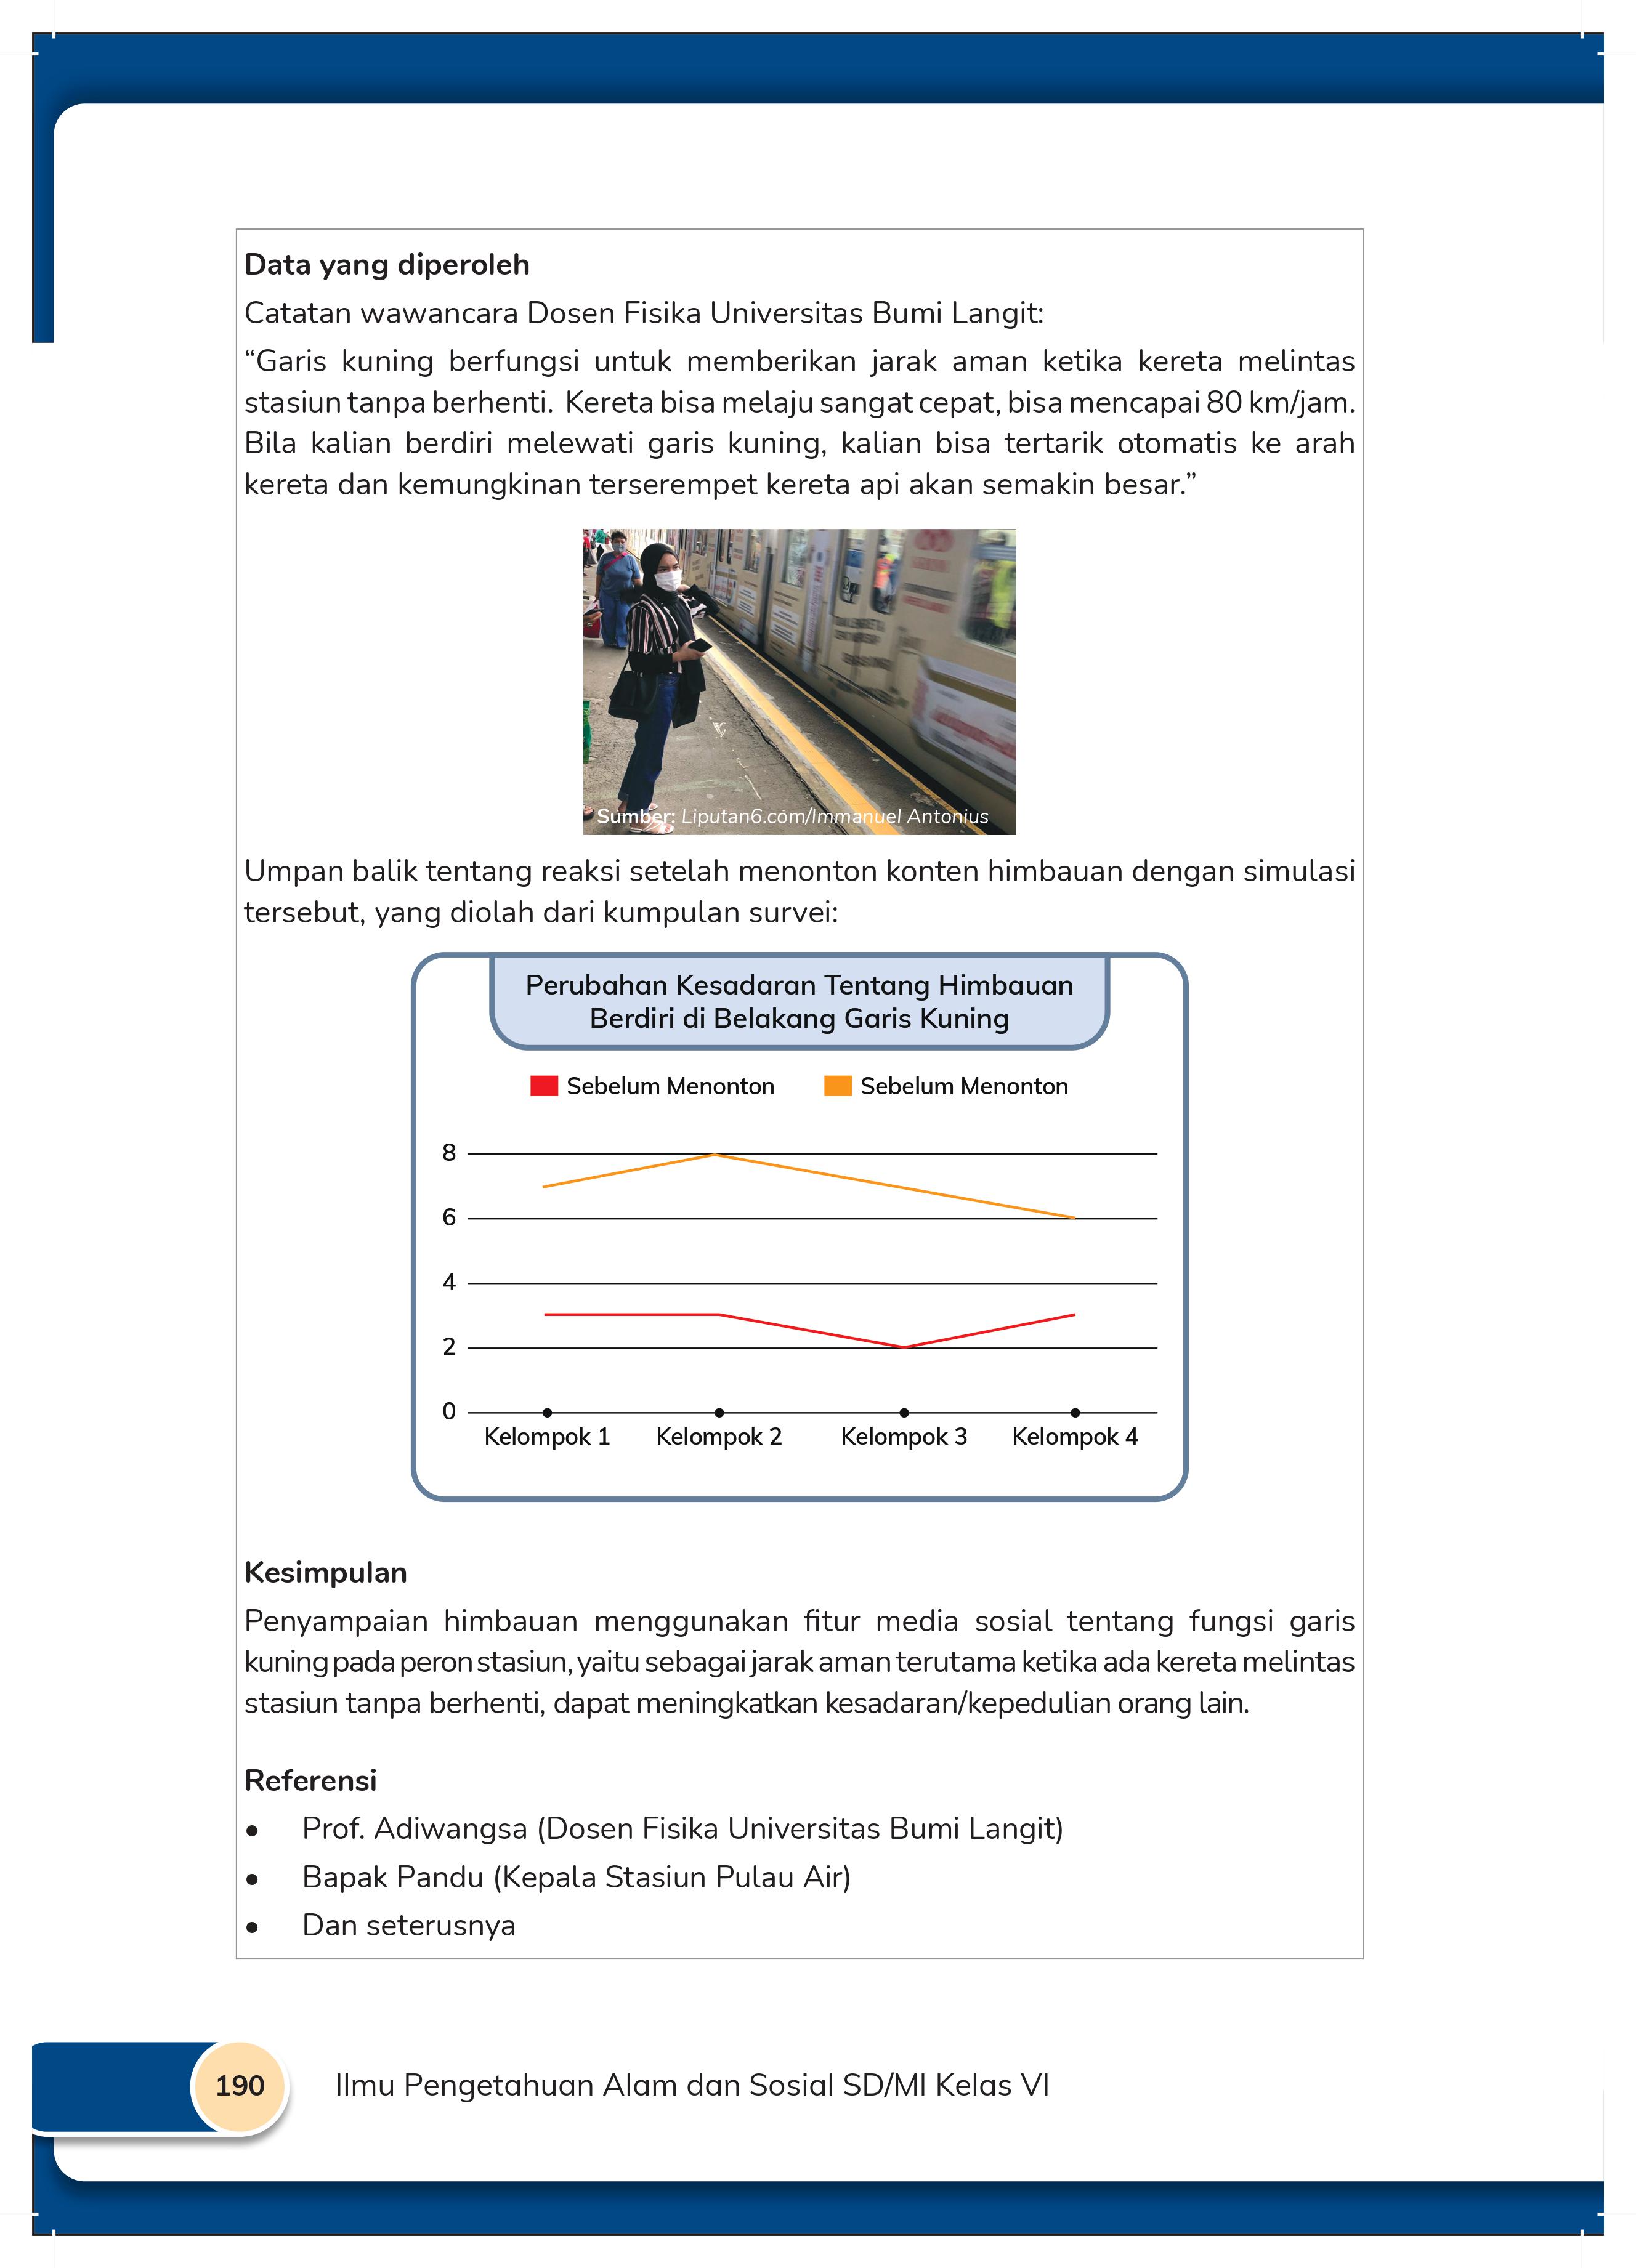 Data yang diperoleh
Catatan wawancara Dosen Fisika Universitas Bumi Langit:
“Garis kuning berfungsi untuk memberikan jarak aman ketika kereta melintas
stasiun tanpa berhenti. Kereta bisa melaju sangat cepat, bisa mencapai 80 km/jam.
Bila kalian berdiri melewati garis kuning, kalian bisa tertarik otomatis ke arah
kereta dan kemungkinan terserempet kereta api akan semakin besar.”
Sumber: Liputan6.com/Immanuel Antonius
Umpan balik tentang reaksi setelah menonton konten himbauan dengan simulasi
tersebut, yang diolah dari kumpulan survei:
Perubahan Kesadaran Tentang Himbauan
Berdiri di Belakang Garis Kuning
Sebelum Menonton Sebelum Menonton
8
6
4
2
0
Kelompok 1 Kelompok 2 Kelompok 3 Kelompok 4
Kesimpulan
Penyampaian himbauan menggunakan fitur media sosial tentang fungsi garis
kuning pada peron stasiun, yaitu sebagai jarak aman terutama ketika ada kereta melintas
stasiun tanpa berhenti, dapat meningkatkan kesadaran/kepedulian orang lain.
Referensi
• Prof. Adiwangsa (Dosen Fisika Universitas Bumi Langit)
• Bapak Pandu (Kepala Stasiun Pulau Air)
• Dan seterusnya
190 Ilmu Pengetahuan Alam dan Sosial SD/MI Kelas VI